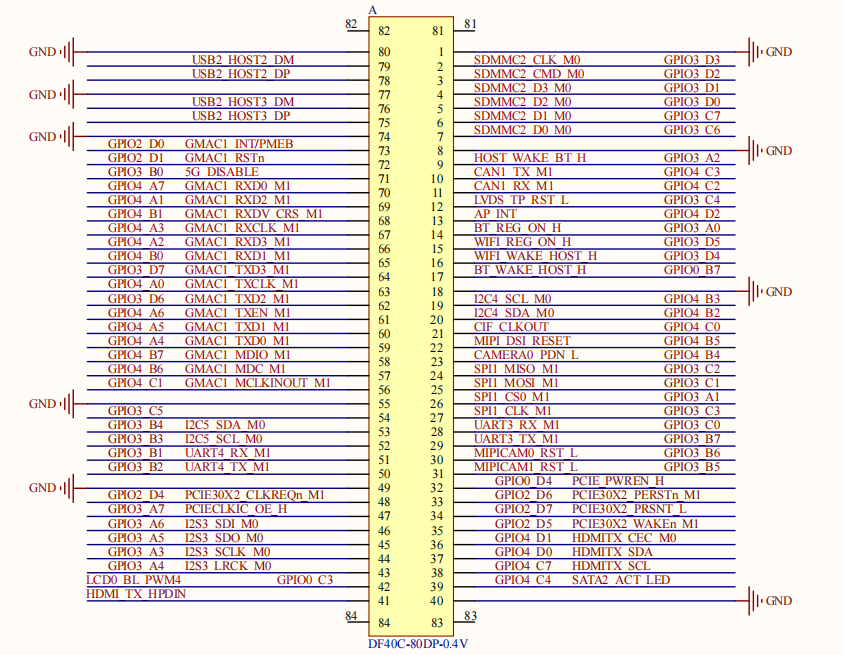 A
82 82 81 81
GND 80 1 GND
USB2_HOST2_DM 79 2 SDMMC2_CLK_M0 GPIO3_D3
USB2_HOST2_DP 78 3 SDMMC2_CMD_M0 GPIO3_D2
GND 77 4 SDMMC2_D3_M0 GPIO3_D1
USB2_HOST3_DM 76 5 SDMMC2_D2_M0 GPIO3_D0
USB2_HOST3_DP 75 6 SDMMC2_D1_M0 GPIO3_C7
GND 74 7 SDMMC2_D0_M0 GPIO3_C6
GPIO2_D0 GMAC1_INT/PMEB 73 8 GND
GPIO2_D1 GMAC1_RSTn 72 9 HOST_WAKE_BT_H GPIO3_A2
GPIO3_B0 5G_DISABLE 71 10 CAN1_TX_M1 GPIO4_C3
GPIO4_A7 GMAC1_RXD0_M1 70 11 CAN1_RX_M1 GPIO4_C2
GPIO4_A1 GMAC1_RXD2_M1 69 12 LVDS_TP_RST_L GPIO3_C4
GPIO4_B1 GMAC1_RXDV_CRS_M1 68 13 AP_INT GPIO4_D2
GPIO4_A3 GMAC1_RXCLK_M1 67 14 BT_REG_ON_H GPIO3_A0
GPIO4_A2 GMAC1_RXD3_M1 66 15 WIFI_REG_ON_H GPIO3_D5
GPIO4_B0 GMAC1_RXD1_M1 65 16 WIFI_WAKE_HOST_H GPIO3_D4
GPIO3_D7 GMAC1_TXD3_M1 64 17 BT_WAKE_HOST_H GPIO0_B7
GPIO4_A0 GMAC1_TXCLK_M1 63 18 GND
GPIO3_D6 GMAC1_TXD2_M1 62 19 I2C4_SCL_M0 GPIO4_B3
GPIO4_A6 GMAC1_TXEN_M1 61 20 I2C4_SDA_M0 GPIO4_B2
GPIO4_A5 GMAC1_TXD1_M1 60 21 CIF_CLKOUT GPIO4_C0
GPIO4_A4 GMAC1_TXD0_M1 59 22 MIPI_DSI_RESET GPIO4_B5
GPIO4_B7 GMAC1_MDIO_M1 58 23 CAMERA0_PDN_L GPIO4_B4
GPIO4_B6 GMAC1_MDC_M1 57 24 SPI1_MISO_M1 GPIO3_C2
GPIO4_C1 GMAC1_MCLKINOUT_M1 56 25 SPI1_MOSI_M1 GPIO3_C1
GND 55 26 SPI1_CS0_M1 GPIO3_A1
GPIO3_C5 54 27 SPI1_CLK_M1 GPIO3_C3
GPIO3_B4 I2C5_SDA_M0 53 28 UART3_RX_M1 GPIO3_C0
GPIO3_B3 I2C5_SCL_M0 52 29 UART3_TX_M1 GPIO3_B7
GPIO3_B1 UART4_RX_M1 51 30 MIPICAM0_RST_L GPIO3_B6
GPIO3_B2 UART4_TX_M1 50 31 MIPICAM1_RST_L GPIO3_B5
GND 49 32 GPIO0_D4 PCIE_PWREN_H
GPIO2_D4 PCIE30X2_CLKREQn_M1 48 33 GPIO2_D6 PCIE30X2_PERSTn_M1
GPIO3_A7 PCIECLKIC_OE_H 47 34 GPIO2_D7 PCIE30X2_PRSNT_L
GPIO3_A6 I2S3_SDI_M0 46 35 GPIO2_D5 PCIE30X2_WAKEn_M1
GPIO3_A5 I2S3_SDO_M0 45 36 GPIO4_D1 HDMITX_CEC_M0
GPIO3_A3 I2S3_SCLK_M0 44 37 GPIO4_D0 HDMITX_SDA
GPIO3_A4 I2S3_LRCK_M0 43 38 GPIO4_C7 HDMITX_SCL
LCD0_BL_PWM4 GPIO0_C3 42 39 GPIO4_C4 SATA2_ACT_LED
HDMI_TX_HPDIN 41 40 GND
84 84 83 83
DF40C-80DP-0.4V